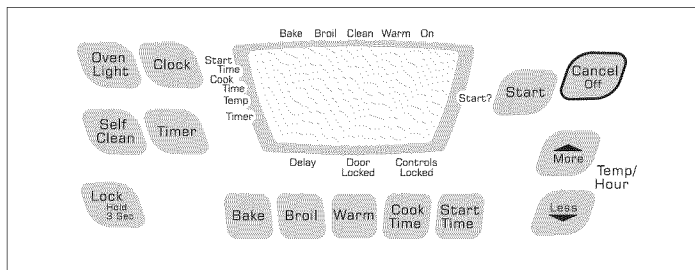 Bake Broil Clean Warm On
Oven
Light
Clock
Start
Time
Cook
Time
Temp
Timer
Start?
Start
Cancel
Off
Self
Clean
Timer
Delay
Door
Locked
Controls
Locked
More
Temp/
Hour
Less
Lock
Hold
3 Sec
Bake
Broil
Warm
Cook
Time
Start
Time